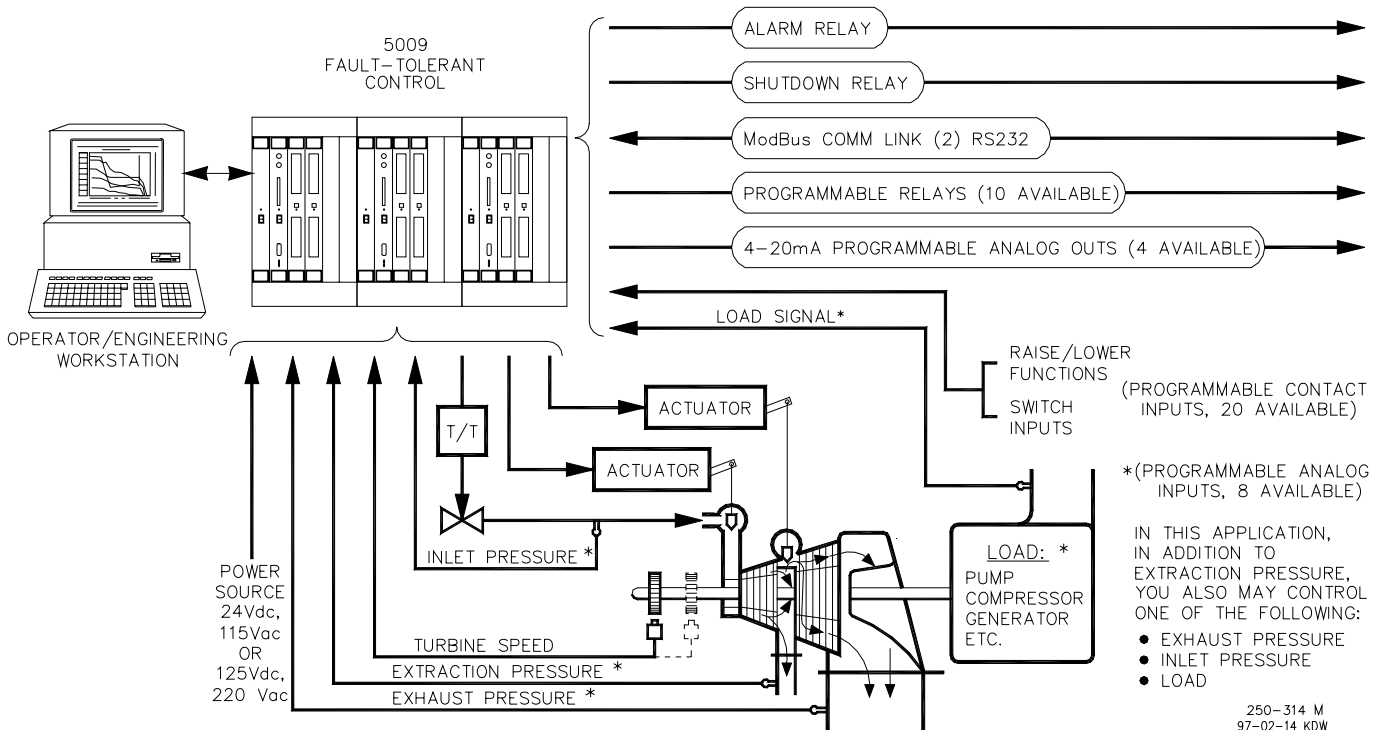 5009
FAULT-TOLERANT
CONTROL
ALARM RELAY
SHUTDOWN RELAY
ModBus COMM LINK (2) RS232
PROGRAMMABLE RELAYS (10 AVAILABLE)
4-20mA PROGRAMMABLE ANALOG OUTS (4 AVAILABLE)
LOAD SIGNAL*
OPERATOR/ENGINEERING
WORKSTATION
RAISE/LOWER
FUNCTIONS
SWITCH
INPUTS
(PROGRAMMABLE CONTACT
INPUTS, 20 AVAILABLE)
ACTUATOR
T/T
ACTUATOR
*(PROGRAMMABLE ANALOG
INPUTS, 8 AVAILABLE)
INLET PRESSURE *
POWER
SOURCE
24Vdc,
115Vac
OR
125Vdc,
220 Vac
LOAD: *
PUMP
COMPRESSOR
GENERATOR
ETC.
IN THIS APPLICATION,
IN ADDITION TO
EXTRACTION PRESSURE,
YOU ALSO MAY CONTROL
ONE OF THE FOLLOWING:
● EXHAUST PRESSURE
● INLET PRESSURE
● LOAD
TURBINE SPEED
EXTRACTION PRESSURE *
EXHAUST PRESSURE *
250-314 M
97-02-14 KDW